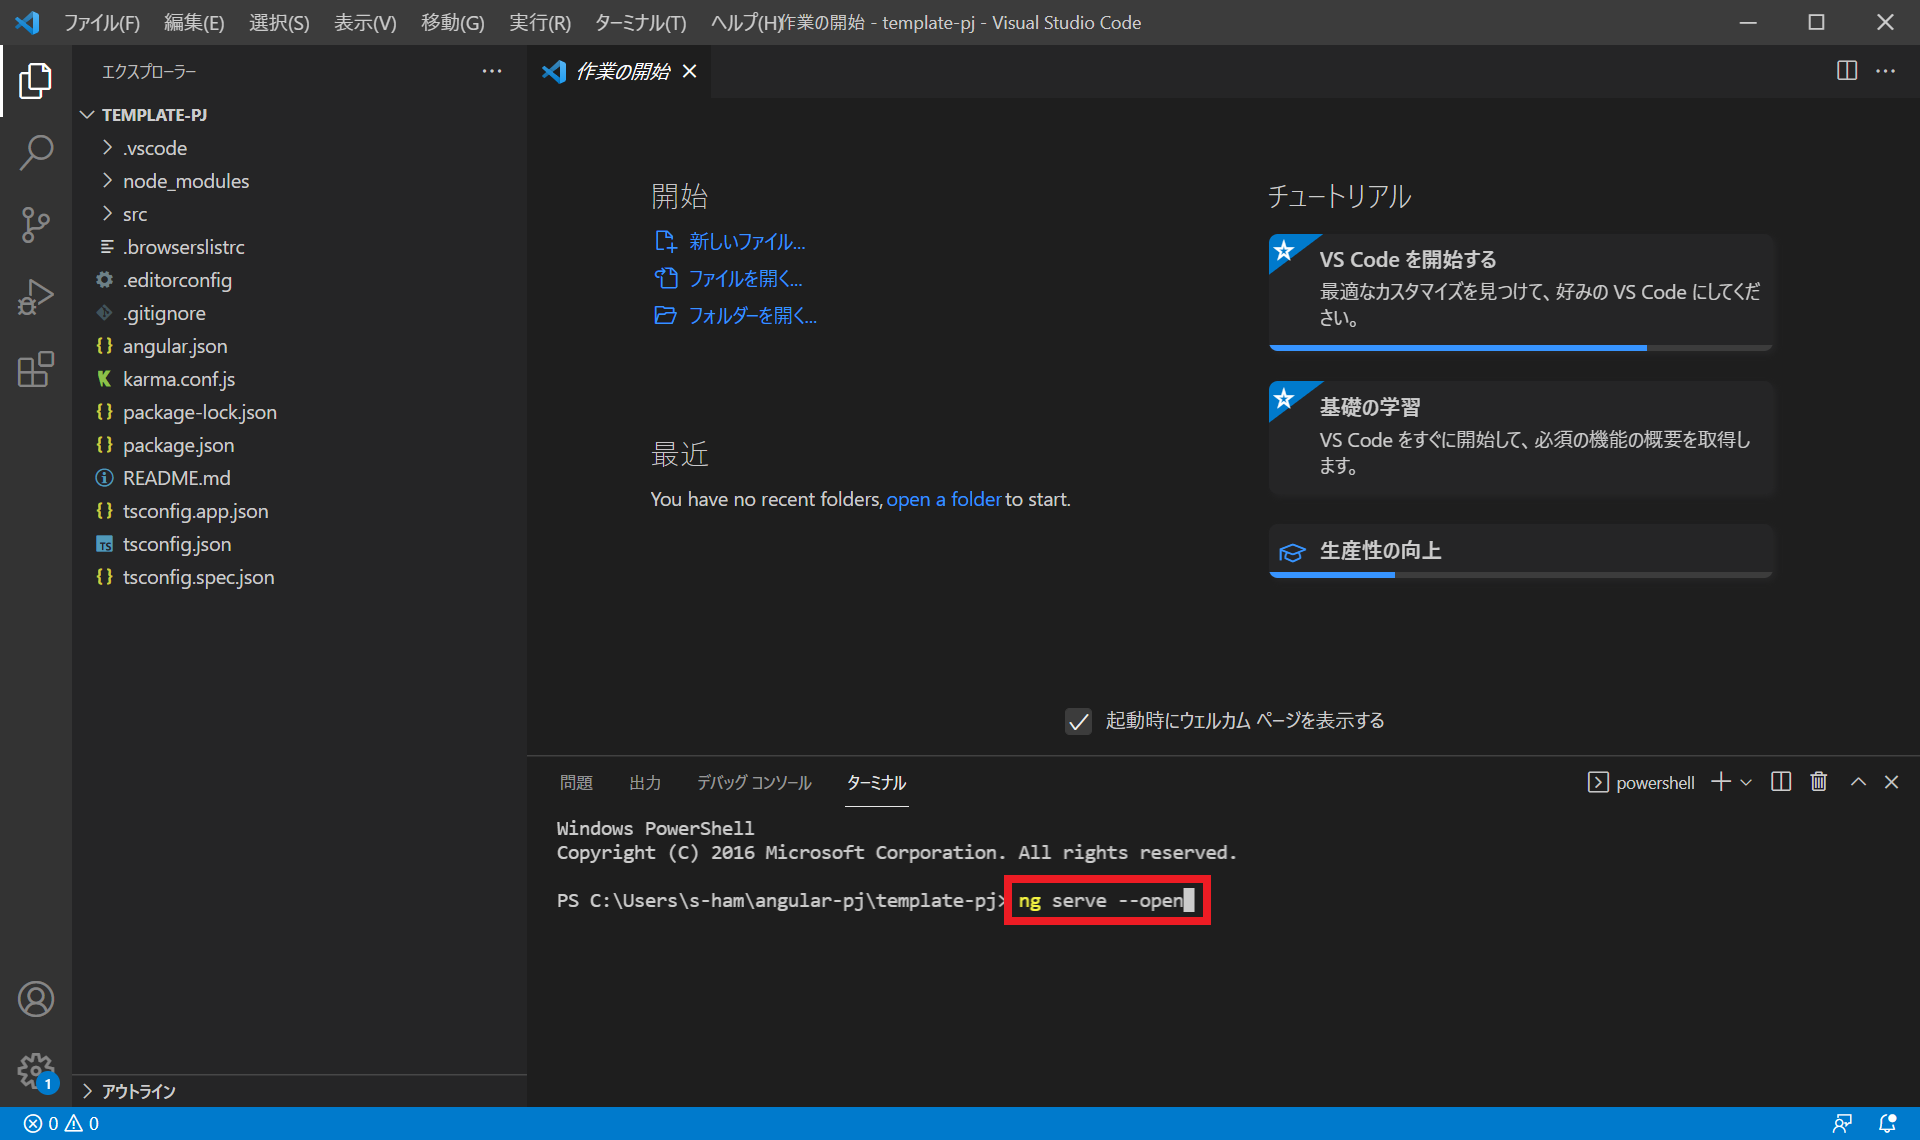 ファイル(F) 編集(E) 選択(S) 表示(V) 移動(G) 実行(R) ターミナル(T) ヘルプ(H) 作業の開始 - template-pj - Visual Studio Code
エクスプローラー
作業の開始
TEMPLATE-PJ
.vscode
node_modules
src
.browserslistrc
.editorconfig
.gitignore
angular.json
karma.conf.js
package-lock.json
package.json
README.md
tsconfig.app.json
TS tsconfig.json
tsconfig.spec.json
アウトライン
開始
新しいファイル...
ファイルを開く...
フォルダーを開く...
最近
You have no recent folders, open a folder to start.
チュートリアル
VS Code を開始する
最適なカスタマイズを見つけて、好みの VS Code にしてくだ
さい。
基礎の学習
VS Code をすぐに開始して、必須の機能の概要を取得し
ます。
生産性の向上
起動時にウェルカム ページを表示する
問題 出力 デバッグ コンソール ターミナル powershell
Windows PowerShell
Copyright (C) 2016 Microsoft Corporation. All rights reserved.
PS C:\Users\s-ham\angular-pj\template-pj> ng serve --open
1
0 0